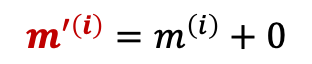 m′⁽ⁱ⁾ = m⁽ⁱ⁾ + 0